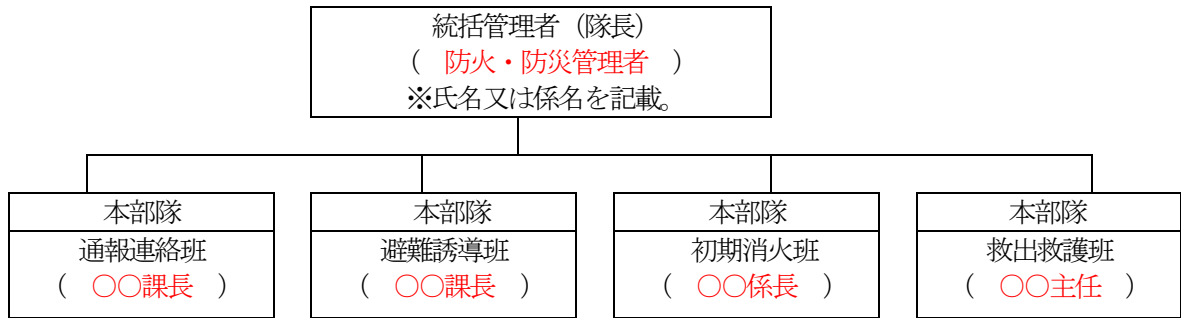 統括管理者（隊長）
（　防火・防災管理者　）
※氏名又は係名を記載。
本部隊
通報連絡班
（　〇〇課長　）
本部隊
避難誘導班
（　〇〇課長　）
本部隊
初期消火班
（　〇〇係長　）
本部隊
救出救護班
（　〇〇主任　）